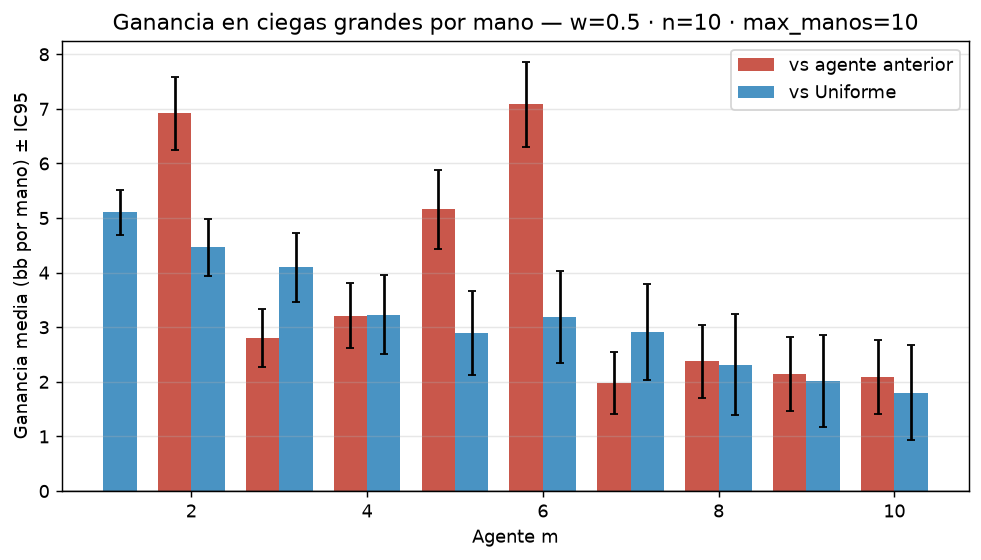 Ganancia en ciegas grandes por mano — w=0.5 · n=10 · max_manos=10
vs agente anterior
vs Uniforme
Ganancia media (bb por mano) ± IC95
8
7
6
5
4
3
2
1
0
2
4
6
8
10
Agente m